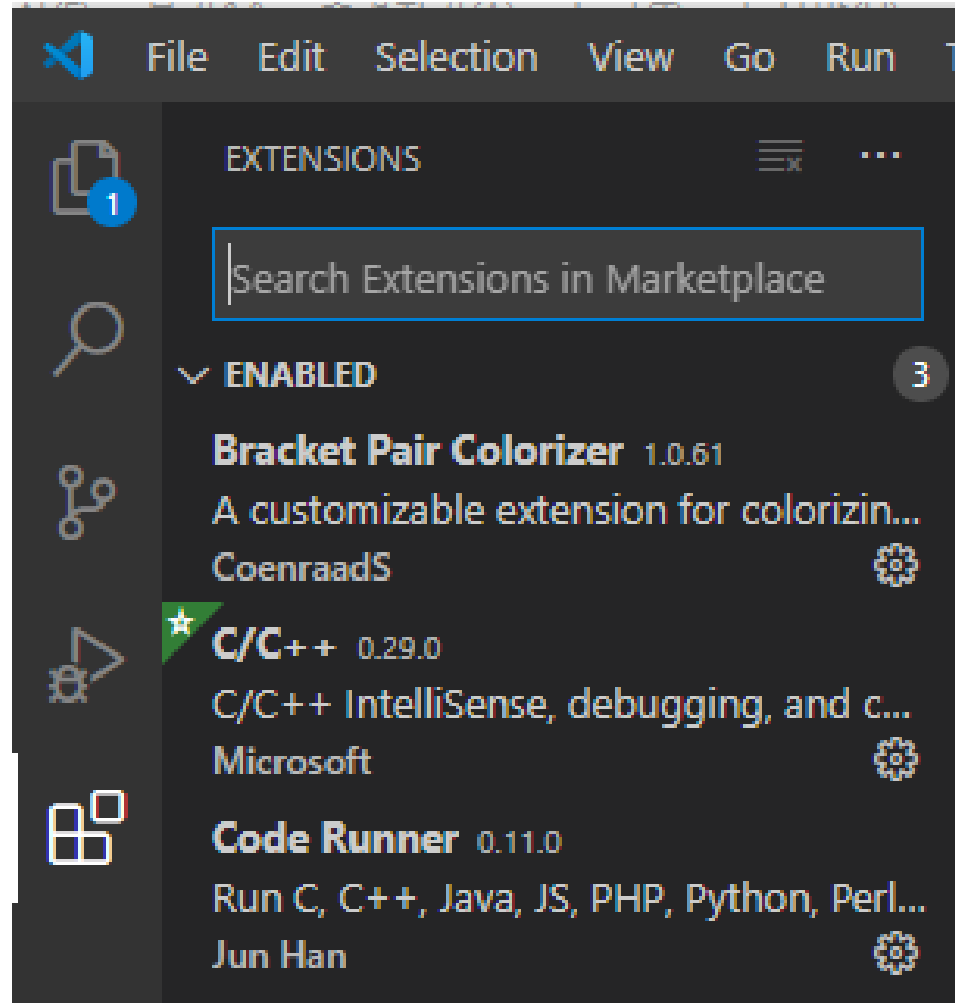 File Edit Selection View Go Run
1
EXTENSIONS
Search Extensions in Marketplace
ENABLED 3
Bracket Pair Colorizer 1.0.61
A customizable extension for colorizin...
CoenraadS
C/C++ 0.29.0
C/C++ IntelliSense, debugging, and c...
Microsoft
Code Runner 0.11.0
Run C, C++, Java, JS, PHP, Python, Perl...
Jun Han